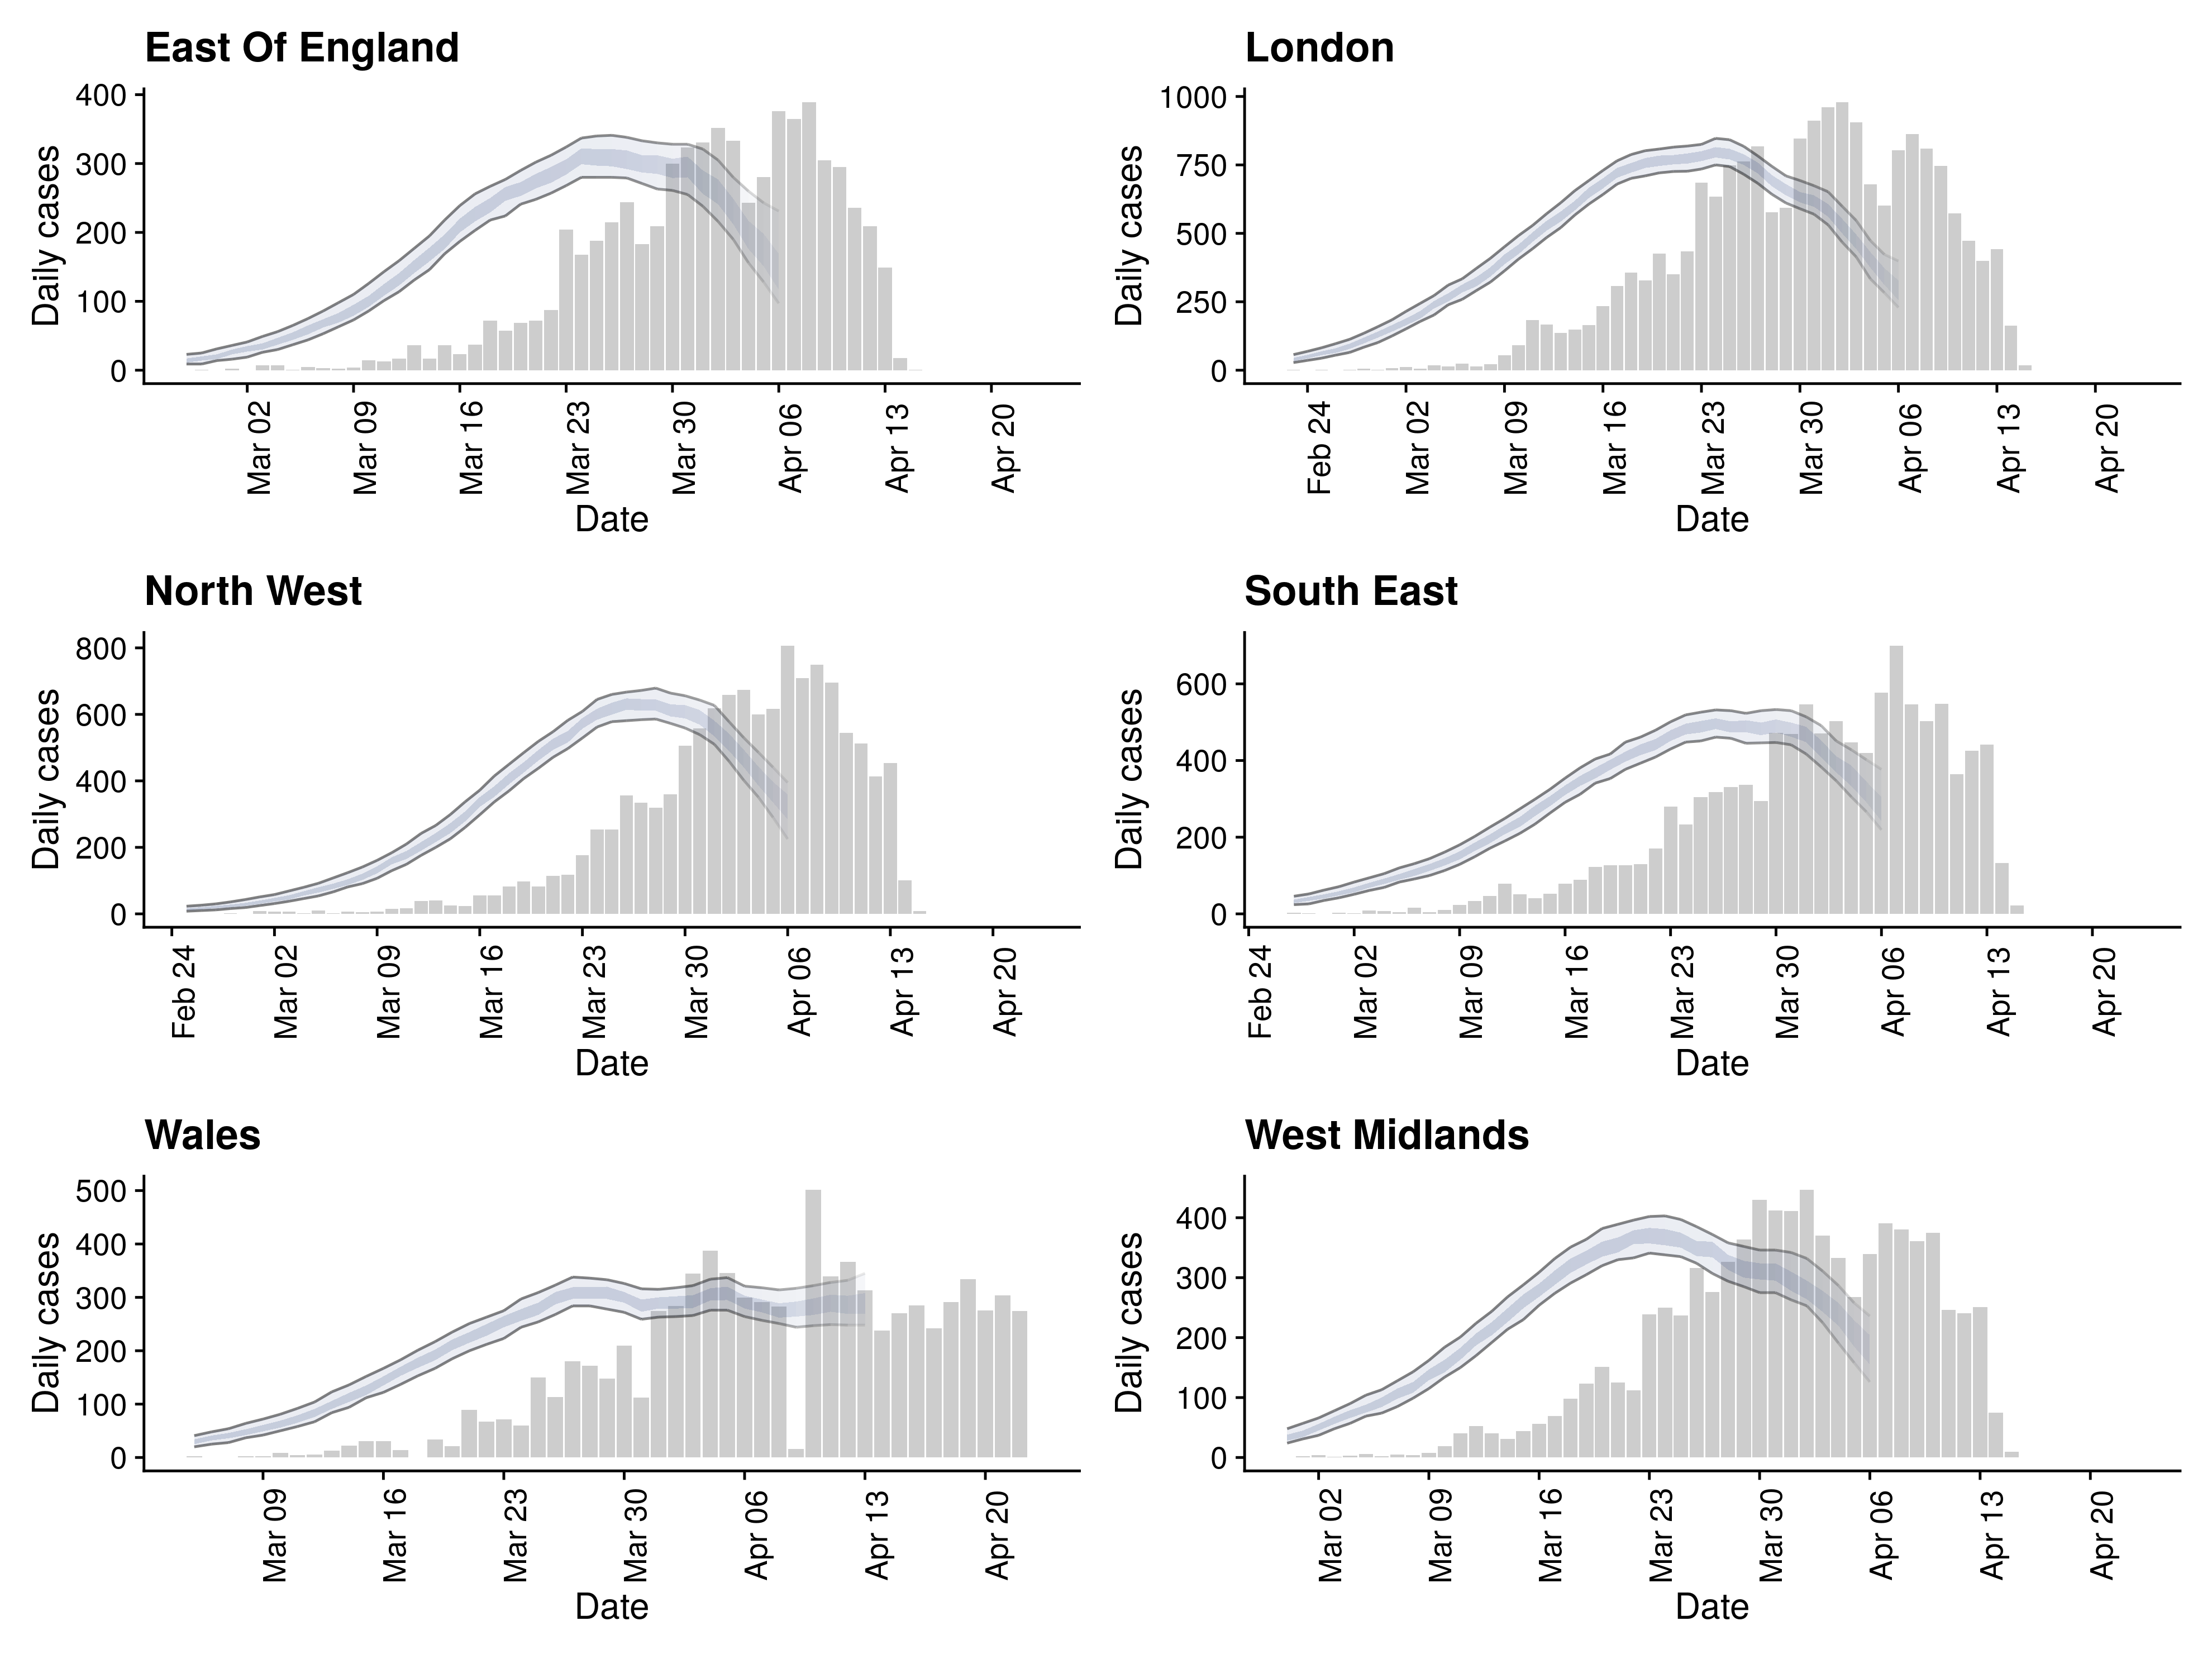 East Of England
Daily cases
400
300
200
100
0
Mar 02
Mar 09
Mar 16
Mar 23
Mar 30
Apr 06
Apr 13
Apr 20
Date
London
Daily cases
1000
750
500
250
0
Feb 24
Mar 02
Mar 09
Mar 16
Mar 23
Mar 30
Apr 06
Apr 13
Apr 20
Date
North West
Daily cases
800
600
400
200
0
Feb 24
Mar 02
Mar 09
Mar 16
Mar 23
Mar 30
Apr 06
Apr 13
Apr 20
Date
South East
Daily cases
600
400
200
0
Feb 24
Mar 02
Mar 09
Mar 16
Mar 23
Mar 30
Apr 06
Apr 13
Apr 20
Date
Wales
Daily cases
500
400
300
200
100
0
Mar 09
Mar 16
Mar 23
Mar 30
Apr 06
Apr 13
Apr 20
Date
West Midlands
Daily cases
400
300
200
100
0
Mar 02
Mar 09
Mar 16
Mar 23
Mar 30
Apr 06
Apr 13
Apr 20
Date